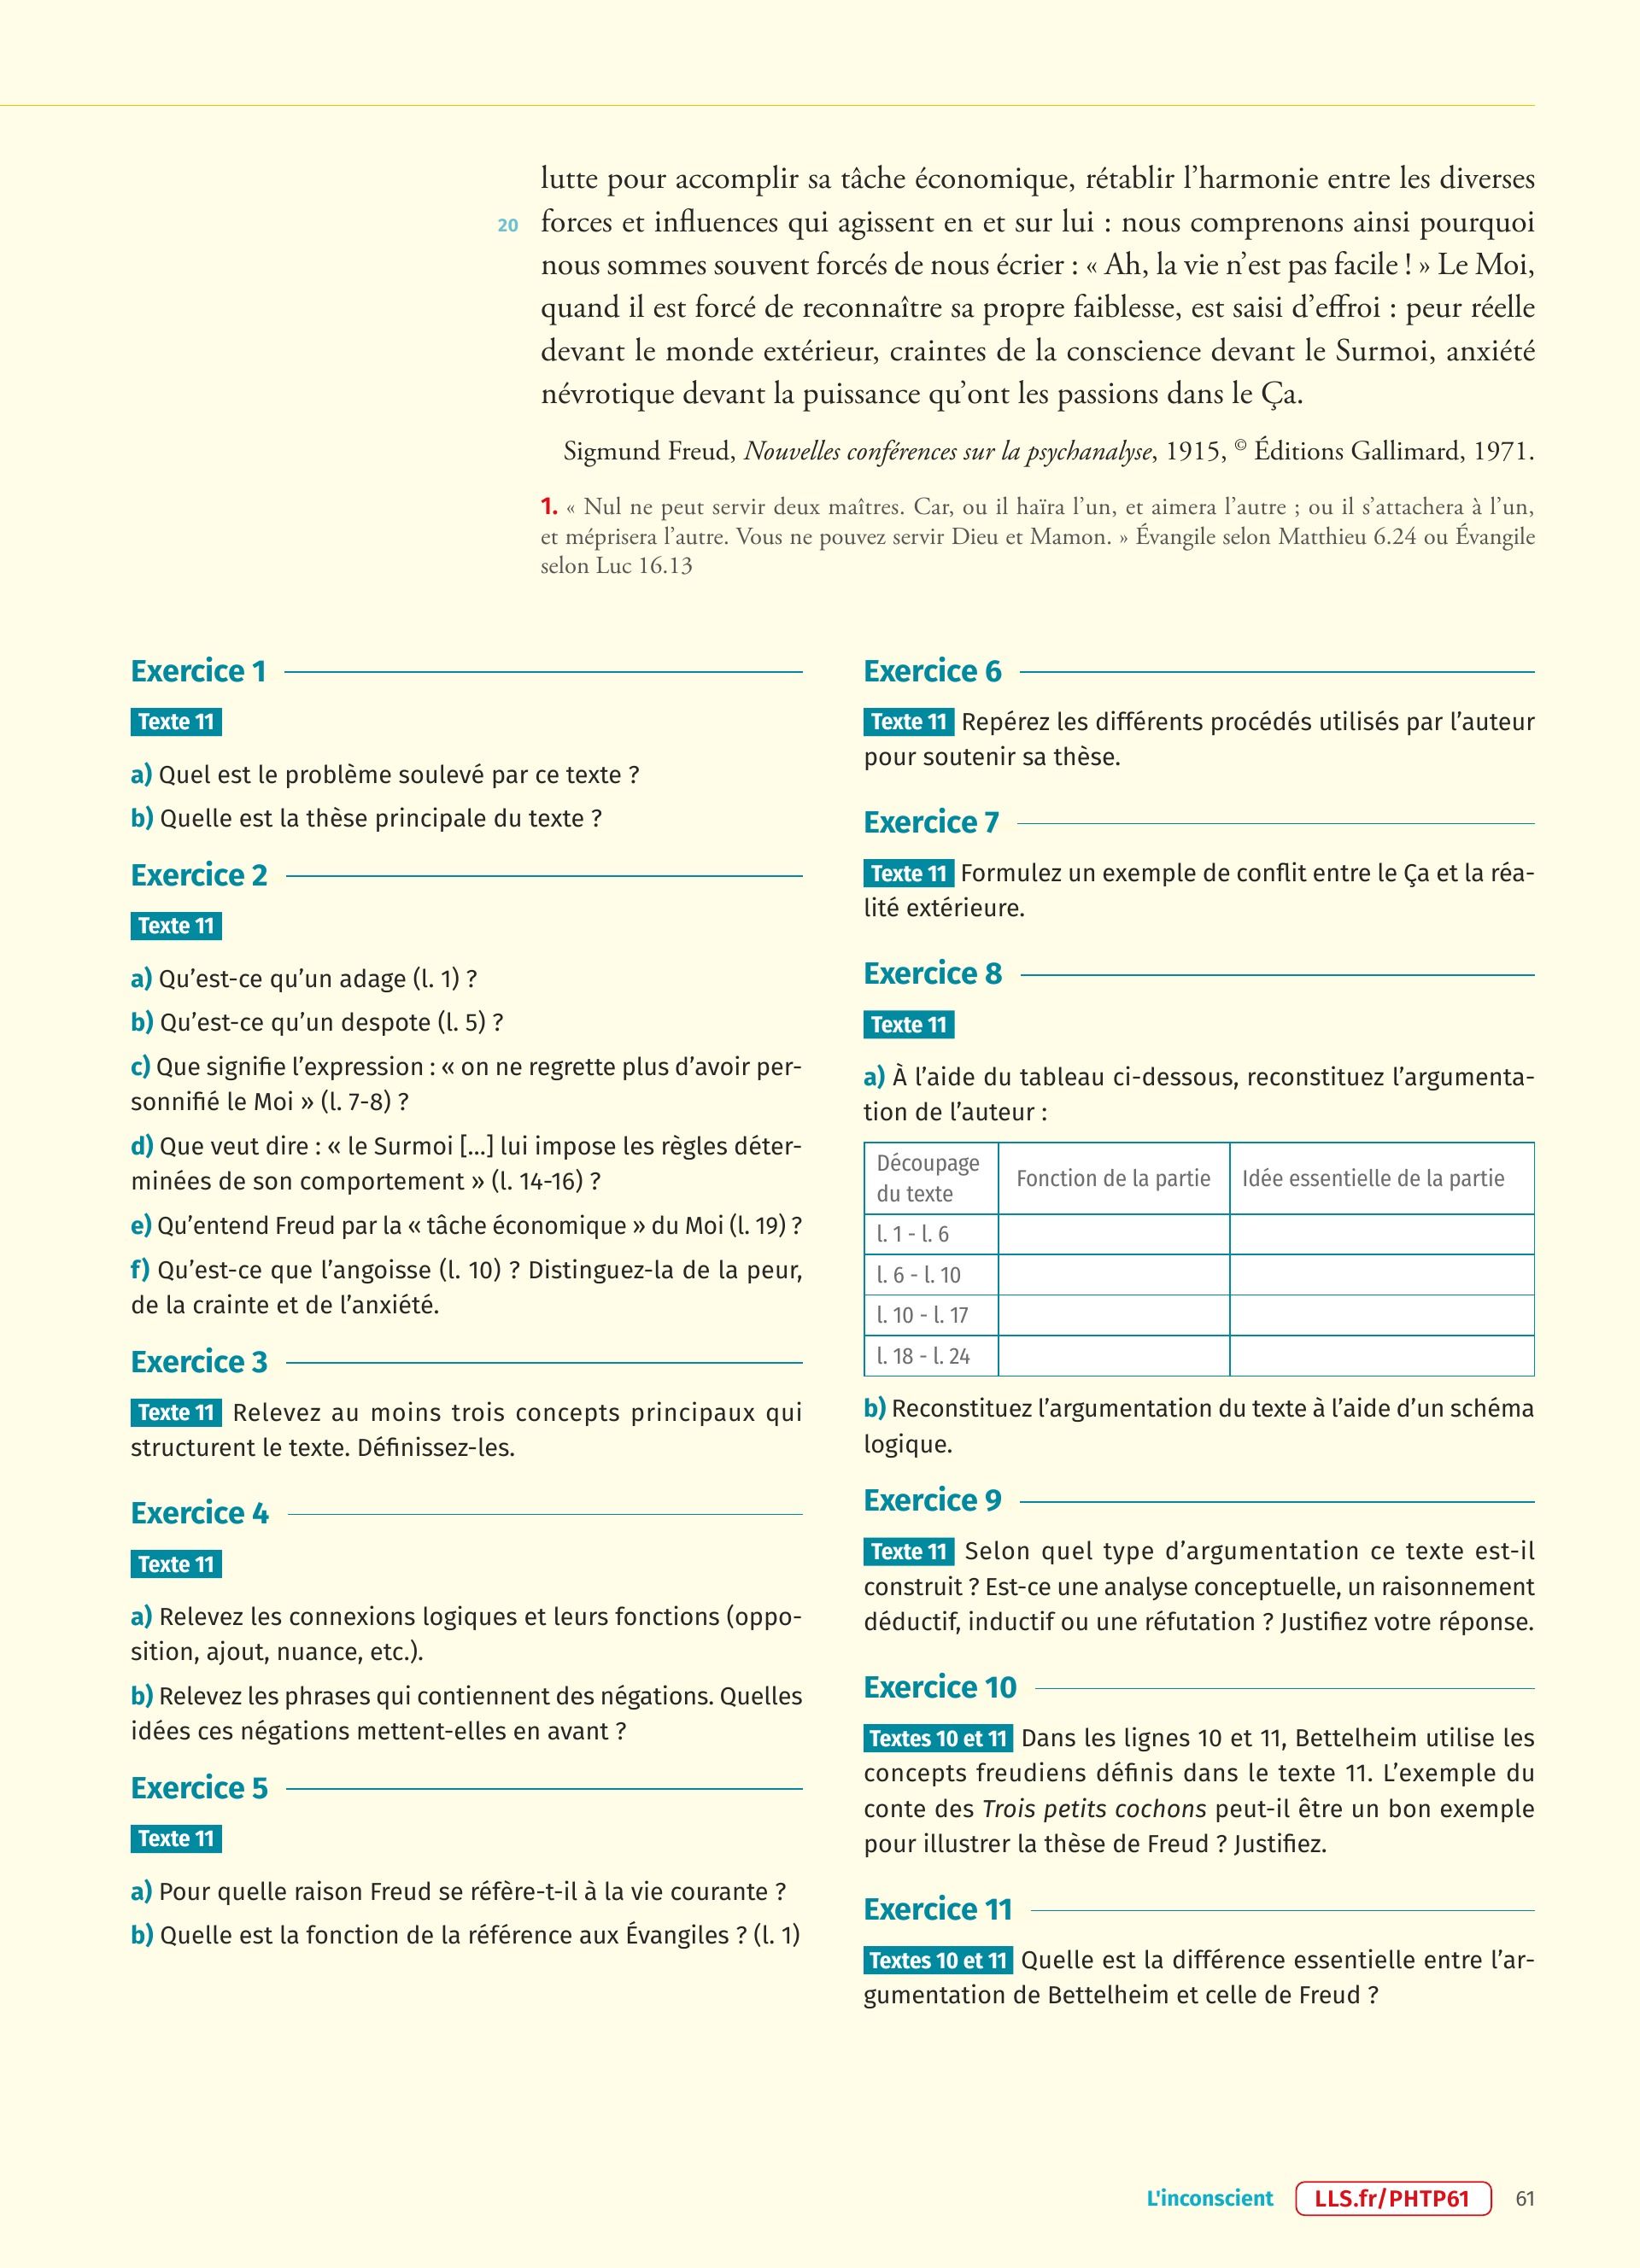 lutte pour accomplir sa tâche économique, rétablir l’harmonie entre les diverses
20 forces et influences qui agissent en et sur lui : nous comprenons ainsi pourquoi
nous sommes souvent forcés de nous écrier : « Ah, la vie n’est pas facile ! » Le Moi,
quand il est forcé de reconnaître sa propre faiblesse, est saisi d’effroi : peur réelle
devant le monde extérieur, craintes de la conscience devant le Surmoi, anxiété
névrotique devant la puissance qu’ont les passions dans le Ça.
Sigmund Freud, Nouvelles conférences sur la psychanalyse, 1915, © Éditions Gallimard, 1971.
1. « Nul ne peut servir deux maîtres. Car, ou il haïra l’un, et aimera l’autre ; ou il s’attachera à l’un,
et méprisera l’autre. Vous ne pouvez servir Dieu et Mamon. » Évangile selon Matthieu 6.24 ou Évangile
selon Luc 16.13
Exercice 1
Texte 11
a) Quel est le problème soulevé par ce texte ?
b) Quelle est la thèse principale du texte ?
Exercice 2
Texte 11
a) Qu’est-ce qu’un adage (l. 1) ?
b) Qu’est-ce qu’un despote (l. 5) ?
c) Que signifie l’expression : « on ne regrette plus d’avoir per-
sonnifié le Moi » (l. 7-8) ?
d) Que veut dire : « le Surmoi [...] lui impose les règles déter-
minées de son comportement » (l. 14-16) ?
e) Qu’entend Freud par la « tâche économique » du Moi (l. 19) ?
f) Qu’est-ce que l’angoisse (l. 10) ? Distinguez-la de la peur,
de la crainte et de l’anxiété.
Exercice 3
Texte 11 Relevez au moins trois concepts principaux qui
structurent le texte. Définissez-les.
Exercice 4
Texte 11
a) Relevez les connexions logiques et leurs fonctions (oppo-
sition, ajout, nuance, etc.).
b) Relevez les phrases qui contiennent des négations. Quelles
idées ces négations mettent-elles en avant ?
Exercice 5
Texte 11
a) Pour quelle raison Freud se réfère-t-il à la vie courante ?
b) Quelle est la fonction de la référence aux Évangiles ? (l. 1)
Exercice 6
Texte 11 Repérez les différents procédés utilisés par l’auteur
pour soutenir sa thèse.
Exercice 7
Texte 11 Formulez un exemple de conflit entre le Ça et la réa-
lité extérieure.
Exercice 8
Texte 11
a) À l’aide du tableau ci-dessous, reconstituez l’argumenta-
tion de l’auteur :
Découpage
du texte
Fonction de la partie
Idée essentielle de la partie
l. 1 - l. 6
l. 6 - l. 10
l. 10 - l. 17
l. 18 - l. 24
b) Reconstituez l’argumentation du texte à l’aide d’un schéma
logique.
Exercice 9
Texte 11 Selon quel type d’argumentation ce texte est-il
construit ? Est-ce une analyse conceptuelle, un raisonnement
déductif, inductif ou une réfutation ? Justifiez votre réponse.
Exercice 10
Textes 10 et 11 Dans les lignes 10 et 11, Bettelheim utilise les
concepts freudiens définis dans le texte 11. L’exemple du
conte des Trois petits cochons peut-il être un bon exemple
pour illustrer la thèse de Freud ? Justifiez.
Exercice 11
Textes 10 et 11 Quelle est la différence essentielle entre l’ar-
gumentation de Bettelheim et celle de Freud ?
L'inconscient LLS.fr/PHTP61 61